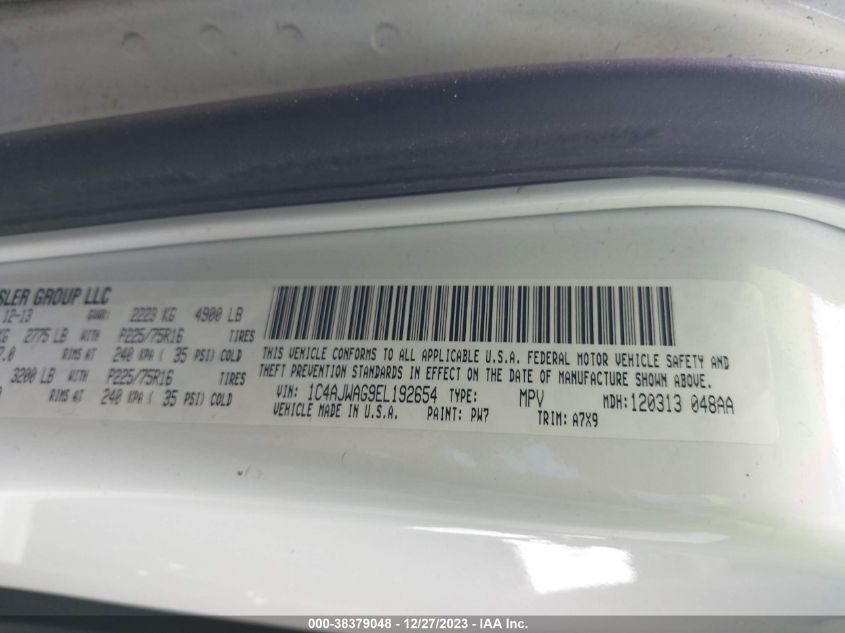 SLER GROUP LLC
12-13 GVWR: 2223 KG 4900 LB
KG 2775 LB WITH P225/75R16 TIRES
7.0 RIMS AT 240 KPA ( 35 PSI) COLD
3200 LB WITH P225/75R16 TIRES
RIMS AT 240 KPA ( 35 PSI) COLD
THIS VEHICLE CONFORMS TO ALL APPLICABLE U.S.A. FEDERAL MOTOR VEHICLE SAFETY AND
THEFT PREVENTION STANDARDS IN EFFECT ON THE DATE OF MANUFACTURE SHOWN ABOVE.
VIN: 1C4AJWAG9EL192654 TYPE: MPV MDH: 120313 048AA
VEHICLE MADE IN U.S.A. PAINT: PW7 TRIM: A7X9
000-38379048 - 12/27/2023 - IAA Inc.